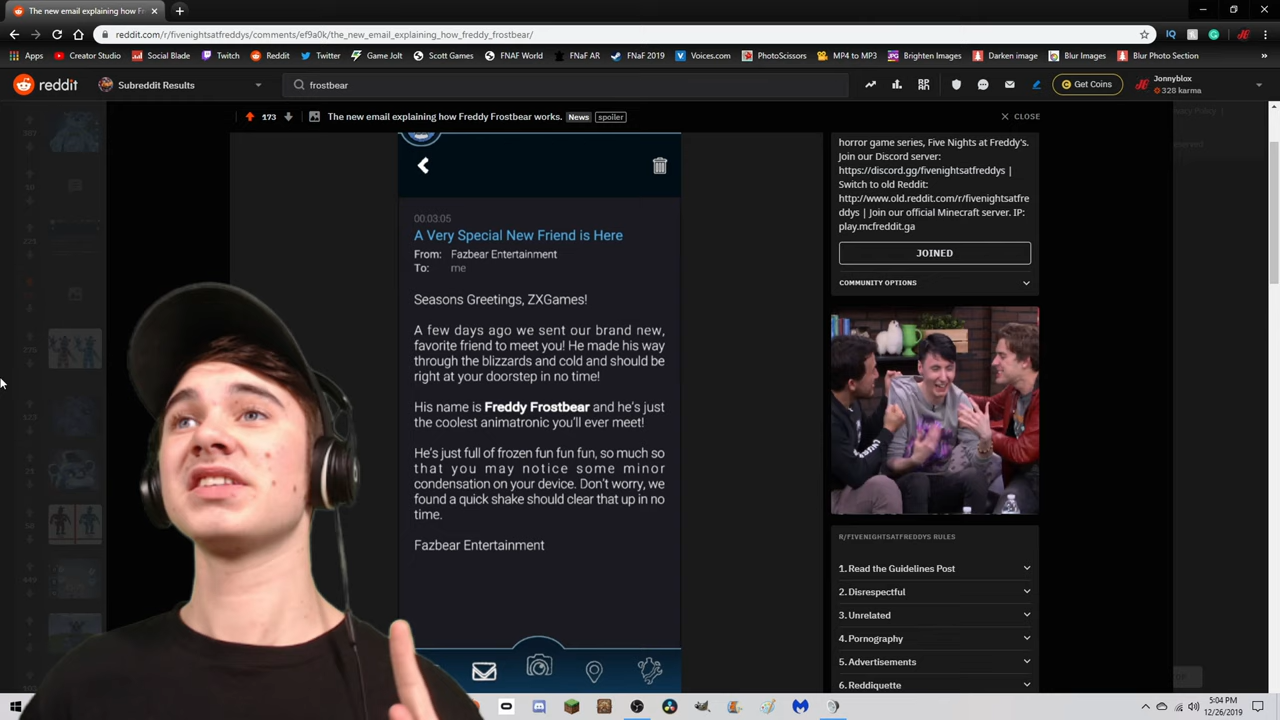 The new email explaining how F
reddit.com/r/fivenightsatfreddys/comments/ef9a0k/the_new_email_explaining_how_freddy_frostbear/
Apps Creator Studio Social Blade Twitch Reddit Twitter Game Jolt Scott Games FNAF World FNAF AR FNaF 2019 Voices.com PhotoScissors MP4 to MP3 Brighten Images Darken image Blur Images Blur Photo Section
reddit Subreddit Results frostbear Get Coins Jonnyblox
328 karma
173 The new email explaining how Freddy Frostbear works. News spoiler CLOSE
00:03:05
A Very Special New Friend is Here
From: Fazbear Entertainment
To: me
Seasons Greetings, ZXGames!
A few days ago we sent our brand new,
favorite friend to meet you! He made his way
through the blizzards and cold and should be
right at your doorstep in no time!
His name is Freddy Frostbear and he's just
the coolest animatronic you'll ever meet!
He's just full of frozen fun fun fun, so much so
that you may notice some minor
condensation on your device. Don't worry, we
found a quick shake should clear that up in no
time.
Fazbear Entertainment
horror game series, Five Nights at Freddy's.
Join our Discord server:
https://discord.gg/fivenightsatfreddys |
Switch to old Reddit:
http://www.old.reddit.com/r/fivenightsatfre
ddys | Join our official Minecraft server. IP:
play.mcfreddit.ga
JOINED
COMMUNITY OPTIONS
R/FIVENIGHTSATFREDDYS RULES
1. Read the Guidelines Post
2. Disrespectful
3. Unrelated
4. Pornography
5. Advertisements
6. Reddiquette
5:04 PM
12/26/2019